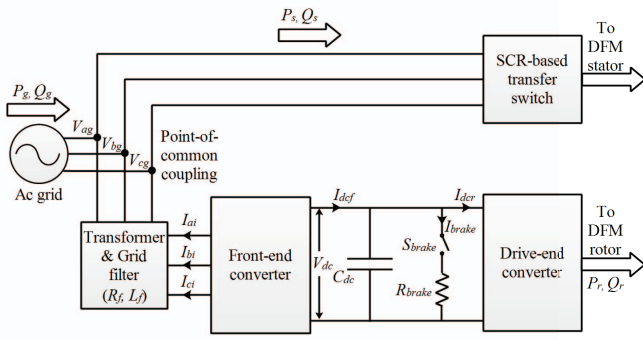 Ps, Qs
To
DFM
stator
SCR-based
transfer
switch
Pg, Qg
Vag
Vbg
Vcg
Point-of-
common
coupling
Ac grid
Transformer
& Grid
filter
(Rf, Lf)
Iai
Ibi
Ici
Front-end
converter
Idcf
Vdc
Cdc
Idcr
Ibrake
Sbrake
Rbrake
Drive-end
converter
To
DFM
rotor
Pr, Qr